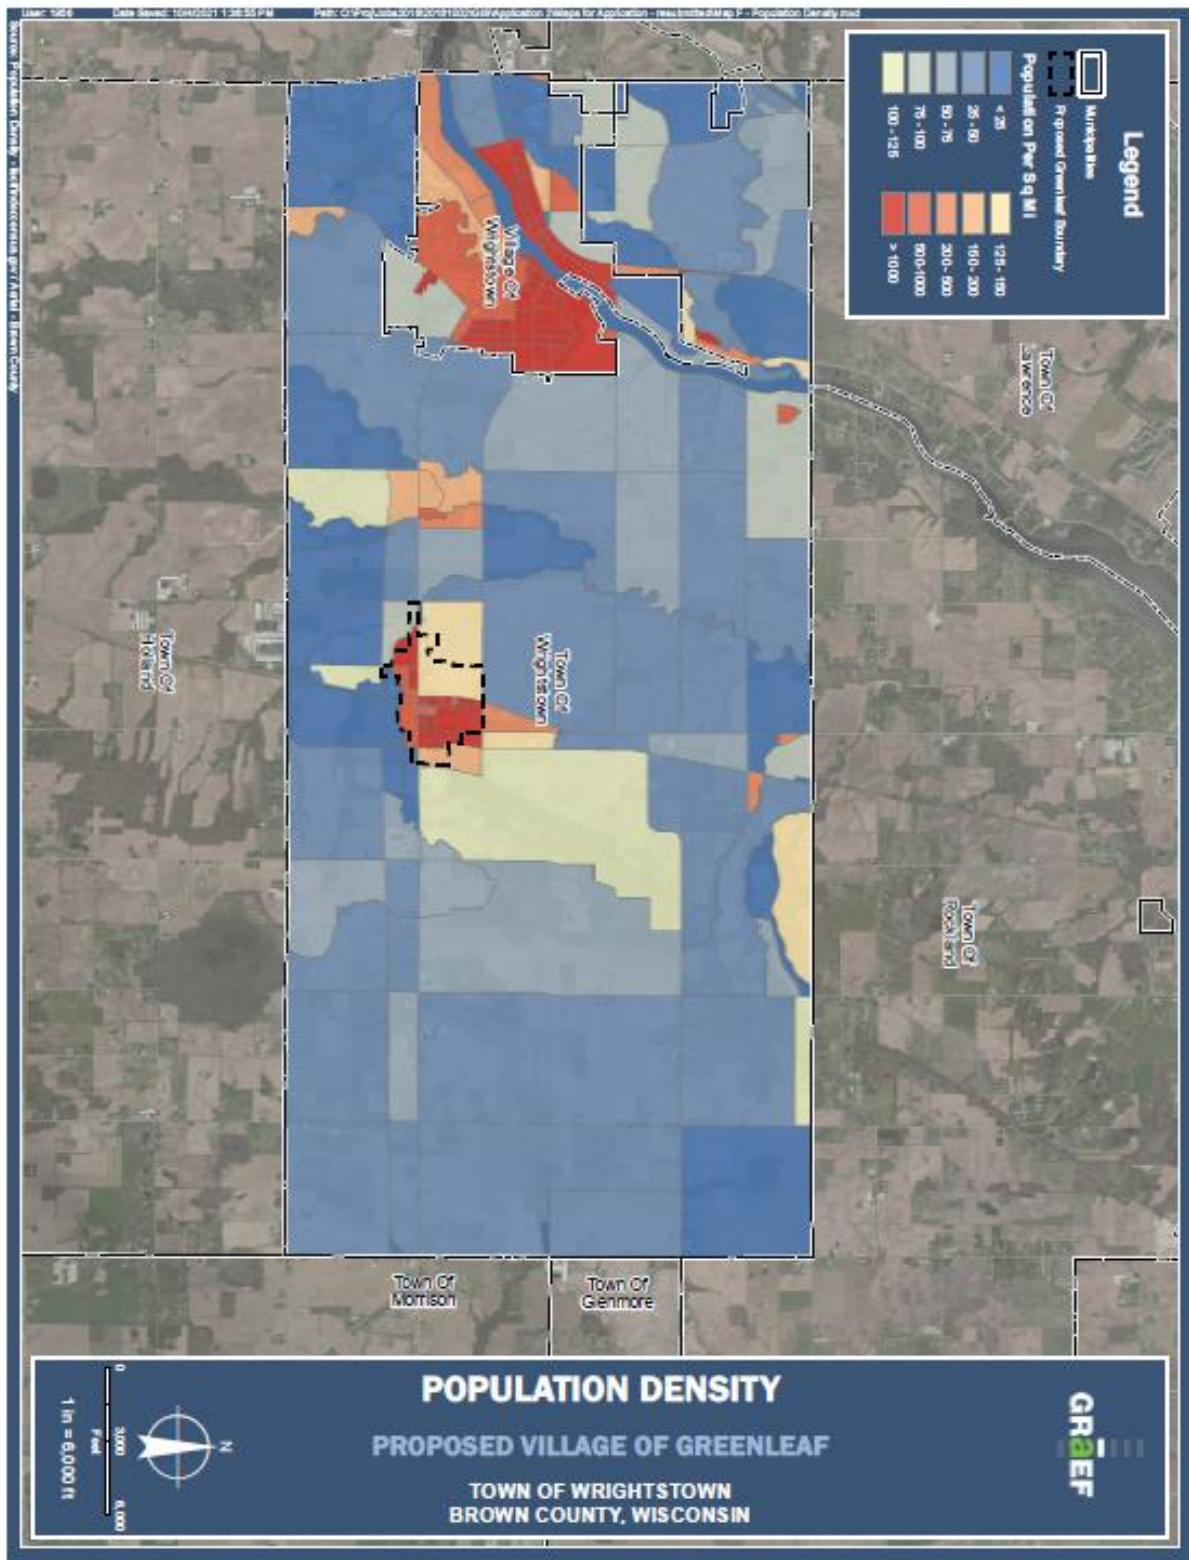 Legend
Municipalities
Proposed Greenleaf Boundary
Population Per Sq Mi
< 25
25 - 50
50 - 75
75 - 100
100 - 125
125 - 150
150 - 200
200 - 500
500-1000
> 1000
Town Of
Lawrence
Village Of
Wrightstown
Town Of
Wrightstown
Town Of
Rockland
Town Of
Holland
Town Of
Morrison
Town Of
Glenmore
GRaEF
POPULATION DENSITY
PROPOSED VILLAGE OF GREENLEAF
TOWN OF WRIGHTSTOWN
BROWN COUNTY, WISCONSIN
N
0
3,000
6,000
Feet
1 in = 6,000 ft